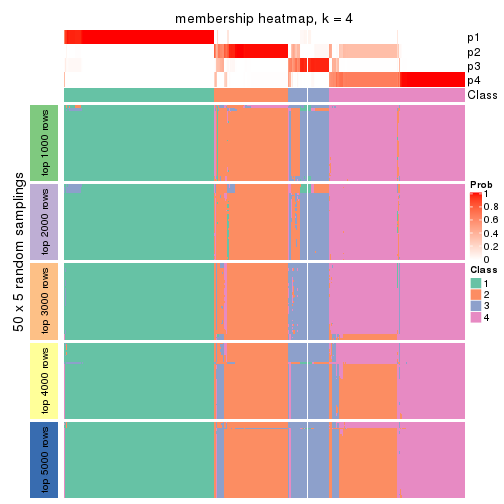 membership heatmap, k = 4
p1
p2
p3
p4
Class
50 x 5 random samplings
top 1000 rows
top 2000 rows
top 3000 rows
top 4000 rows
top 5000 rows
Prob
1
0.8
0.6
0.4
0.2
0
Class
1
2
3
4